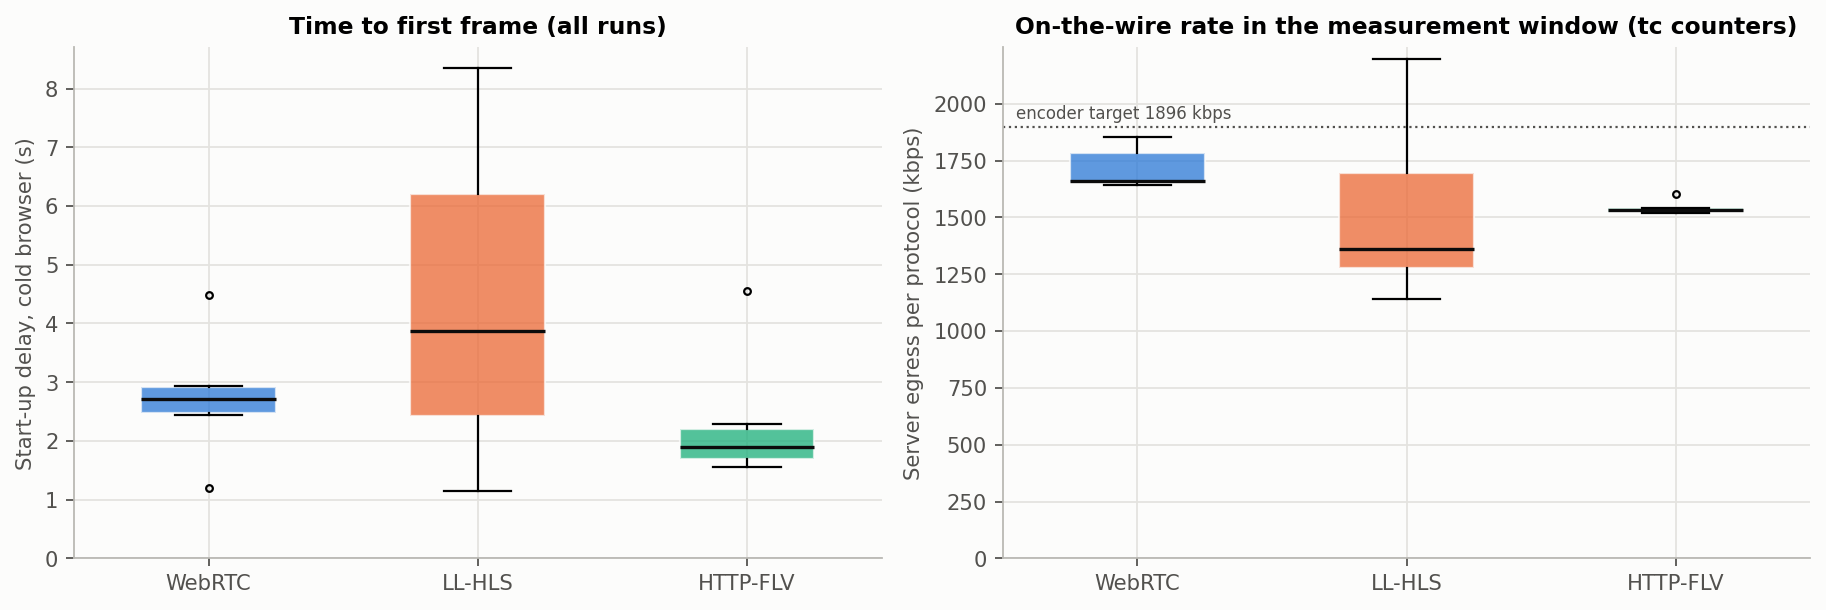 Time to first frame (all runs)
Start-up delay, cold browser (s)
8
7
6
5
4
3
2
1
0
WebRTC
LL-HLS
HTTP-FLV
On-the-wire rate in the measurement window (tc counters)
Server egress per protocol (kbps)
encoder target 1896 kbps
2000
1750
1500
1250
1000
750
500
250
0
WebRTC
LL-HLS
HTTP-FLV